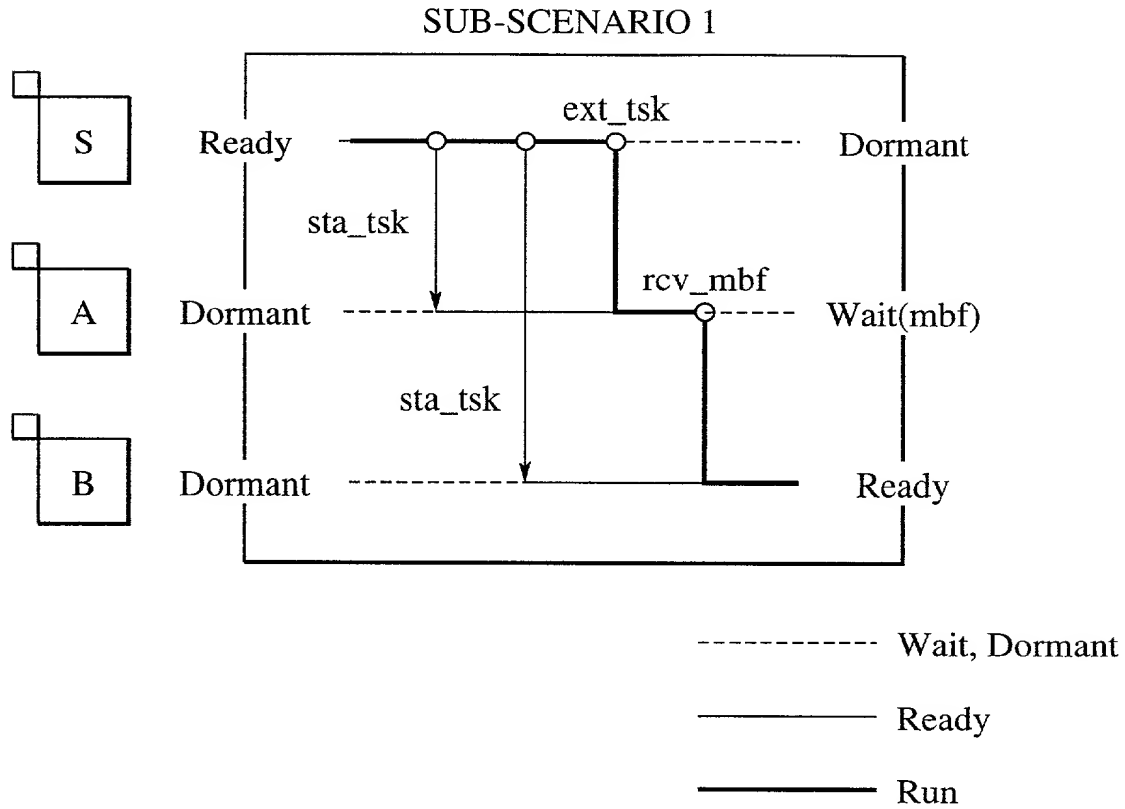 SUB-SCENARIO 1
ext_tsk
S Ready Dormant
sta_tsk
rcv_mbf
A Dormant Wait(mbf)
sta_tsk
B Dormant Ready
Wait, Dormant
Ready
Run